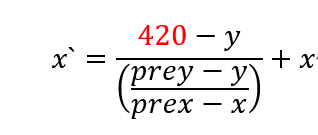 x` = (420 − y) / ((prey − y) / (prex − x)) + x